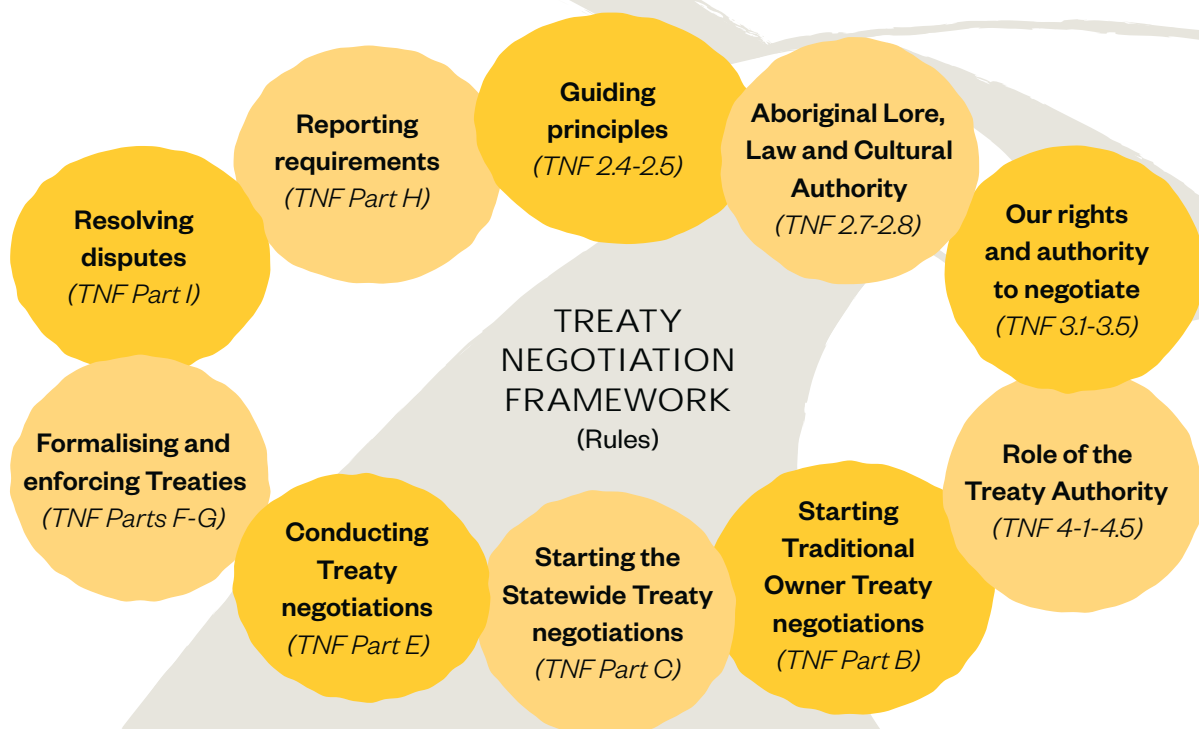 Guiding
principles
(TNF 2.4-2.5)
Aboriginal Lore,
Law and Cultural
Authority
(TNF 2.7-2.8)
Our rights
and authority
to negotiate
(TNF 3.1-3.5)
Role of the
Treaty Authority
(TNF 4-1-4.5)
Starting
Traditional
Owner Treaty
negotiations
(TNF Part B)
Starting the
Statewide Treaty
negotiations
(TNF Part C)
Conducting
Treaty
negotiations
(TNF Part E)
Formalising and
enforcing Treaties
(TNF Parts F-G)
Resolving
disputes
(TNF Part I)
Reporting
requirements
(TNF Part H)
TREATY
NEGOTIATION
FRAMEWORK
(Rules)